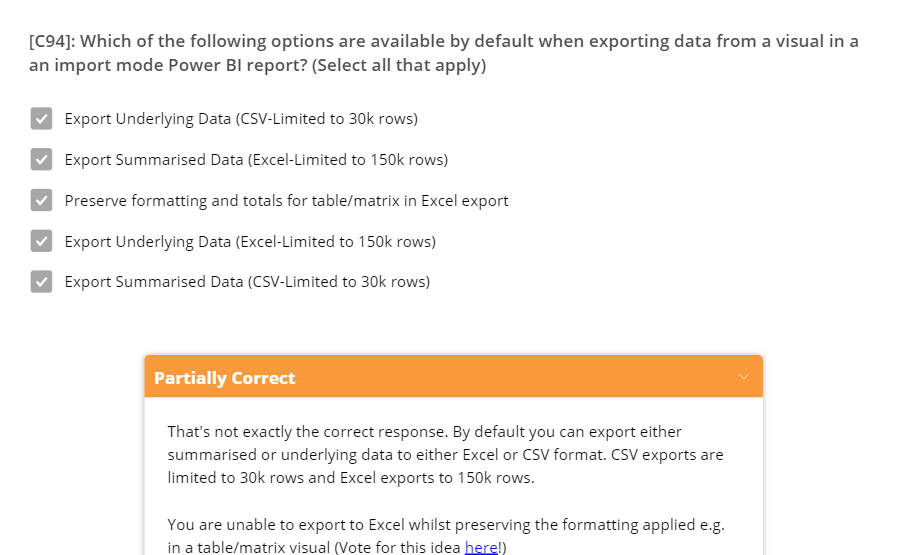 [C94]: Which of the following options are available by default when exporting data from a visual in a
an import mode Power BI report? (Select all that apply)
Export Underlying Data (CSV-Limited to 30k rows)
Export Summarised Data (Excel-Limited to 150k rows)
Preserve formatting and totals for table/matrix in Excel export
Export Underlying Data (Excel-Limited to 150k rows)
Export Summarised Data (CSV-Limited to 30k rows)
Partially Correct
That's not exactly the correct response. By default you can export either
summarised or underlying data to either Excel or CSV format. CSV exports are
limited to 30k rows and Excel exports to 150k rows.
You are unable to export to Excel whilst preserving the formatting applied e.g.
in a table/matrix visual (Vote for this idea here!)